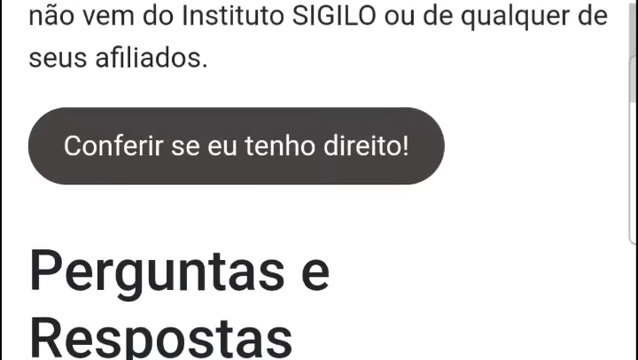 não vem do Instituto SIGILO ou de qualquer de
seus afiliados.
Conferir se eu tenho direito!
Perguntas e
Respostas